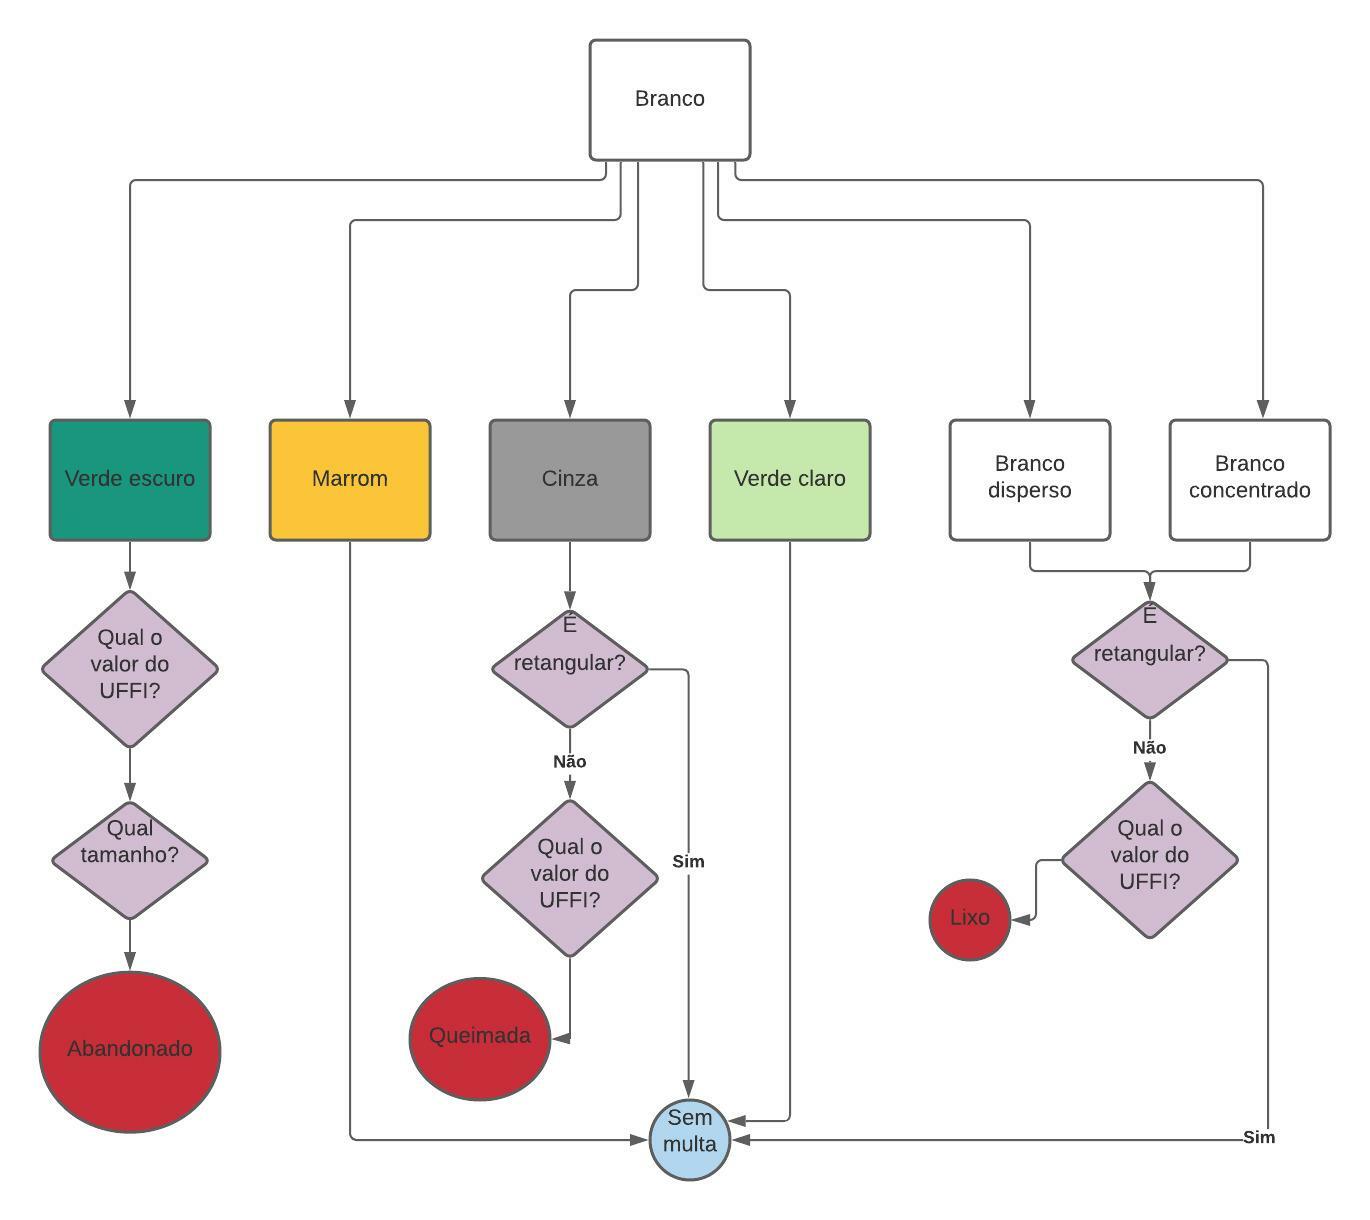 Branco
Verde escuro
Marrom
Cinza
Verde claro
Branco
disperso
Branco
concentrado
Qual o
valor do
UFFI?
É
retangular?
É
retangular?
Não
Não
Qual
tamanho?
Qual o
valor do
UFFI?
Sim
Qual o
valor do
UFFI?
Lixo
Abandonado
Queimada
Sem
multa
Sim